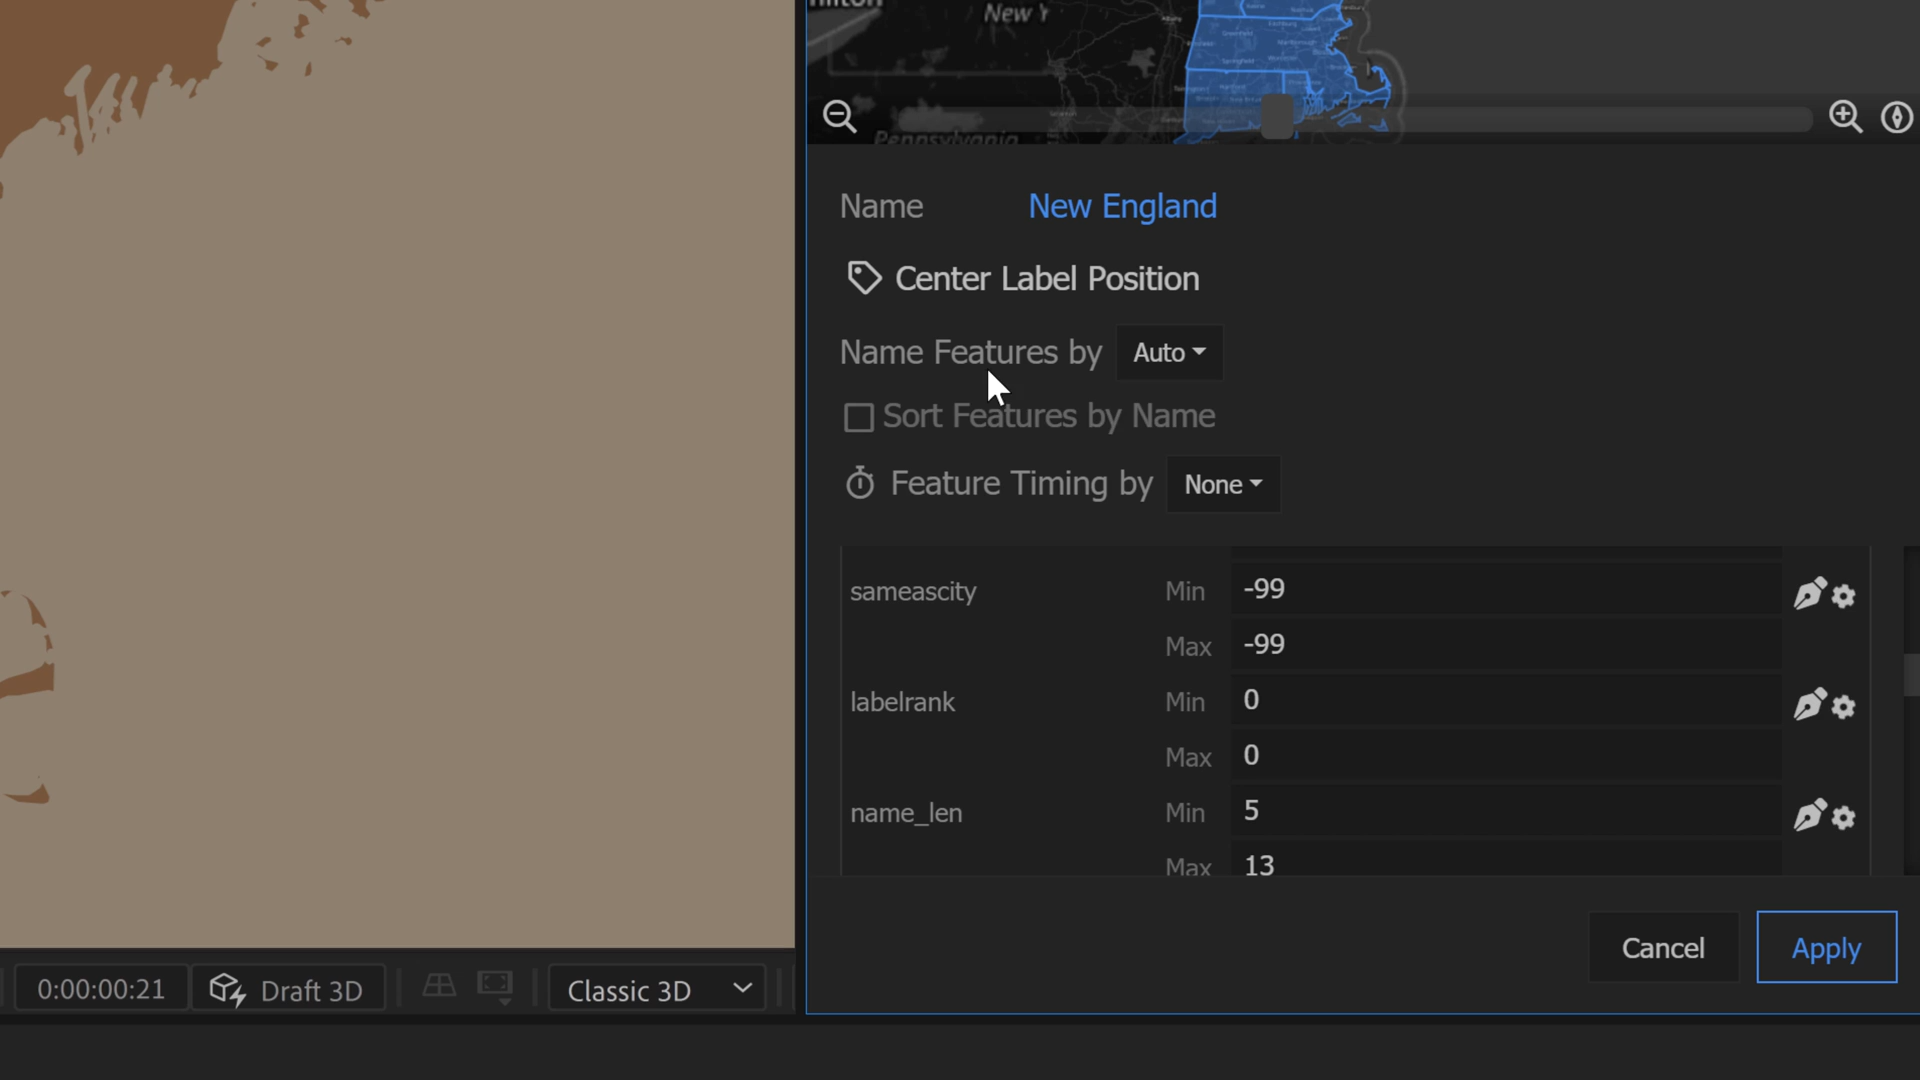 New Y
Pennsylvania
Name New England
Center Label Position
Name Features by Auto
Sort Features by Name
Feature Timing by None
sameascity Min -99
Max -99
labelrank Min 0
Max 0
name_len Min 5
Max 13
Cancel Apply
0:00:00:21 Draft 3D Classic 3D